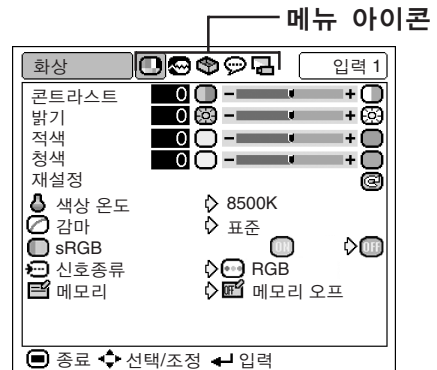 메뉴 아이콘
화상 입력 1
콘트라스트 0 - +
밝기 0 - +
적색 0 - +
청색 0 - +
재설정
색상 온도 8500K
감마 표준
sRGB ON OFF
신호종류 RGB
메모리 OFF 메모리 오프
종료 선택/조정 입력